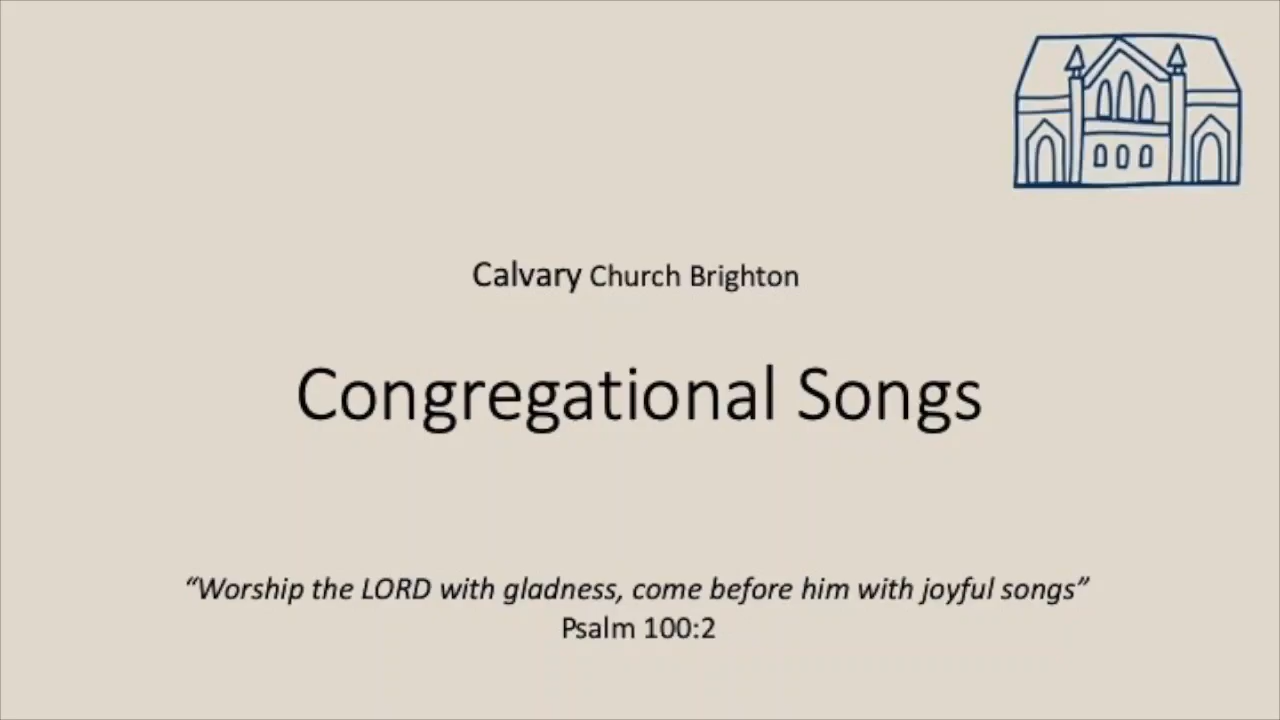 Calvary Church Brighton
Congregational Songs
“Worship the LORD with gladness, come before him with joyful songs”
Psalm 100:2